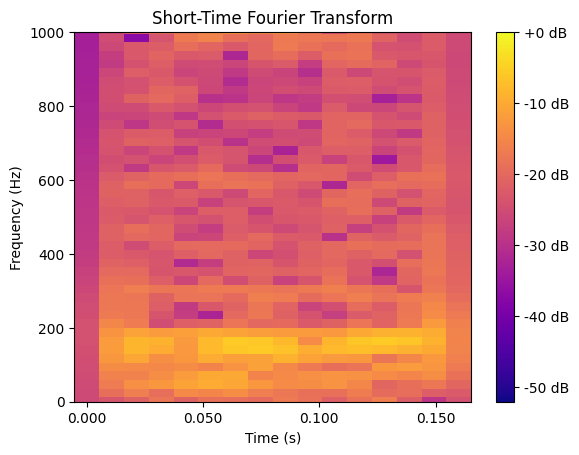 Short-Time Fourier Transform
1000
800
600
400
200
0
Frequency (Hz)
0.000
0.050
0.100
0.150
Time (s)
+0 dB
-10 dB
-20 dB
-30 dB
-40 dB
-50 dB